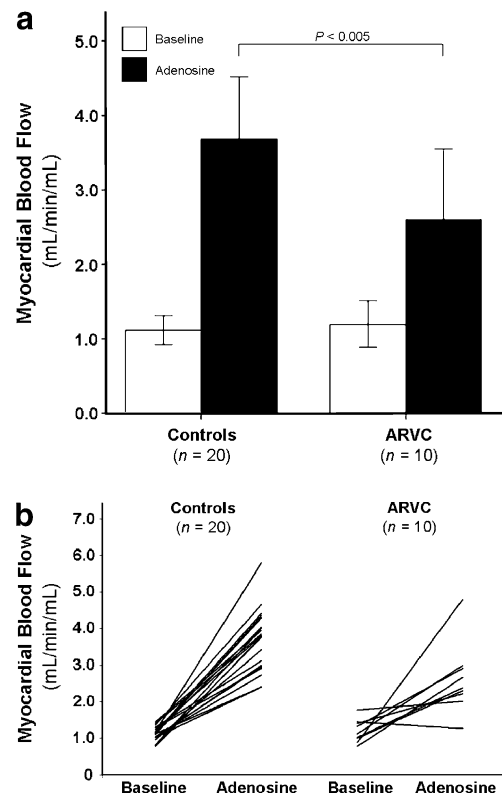 a
Baseline
Adenosine
P < 0.005
Myocardial Blood Flow
(mL/min/mL)
5.0
4.0
3.0
2.0
1.0
0.0
Controls
(n = 20)
ARVC
(n = 10)
b
Controls
(n = 20)
ARVC
(n = 10)
Myocardial Blood Flow
(mL/min/mL)
7.0
6.0
5.0
4.0
3.0
2.0
1.0
0
Baseline Adenosine Baseline Adenosine